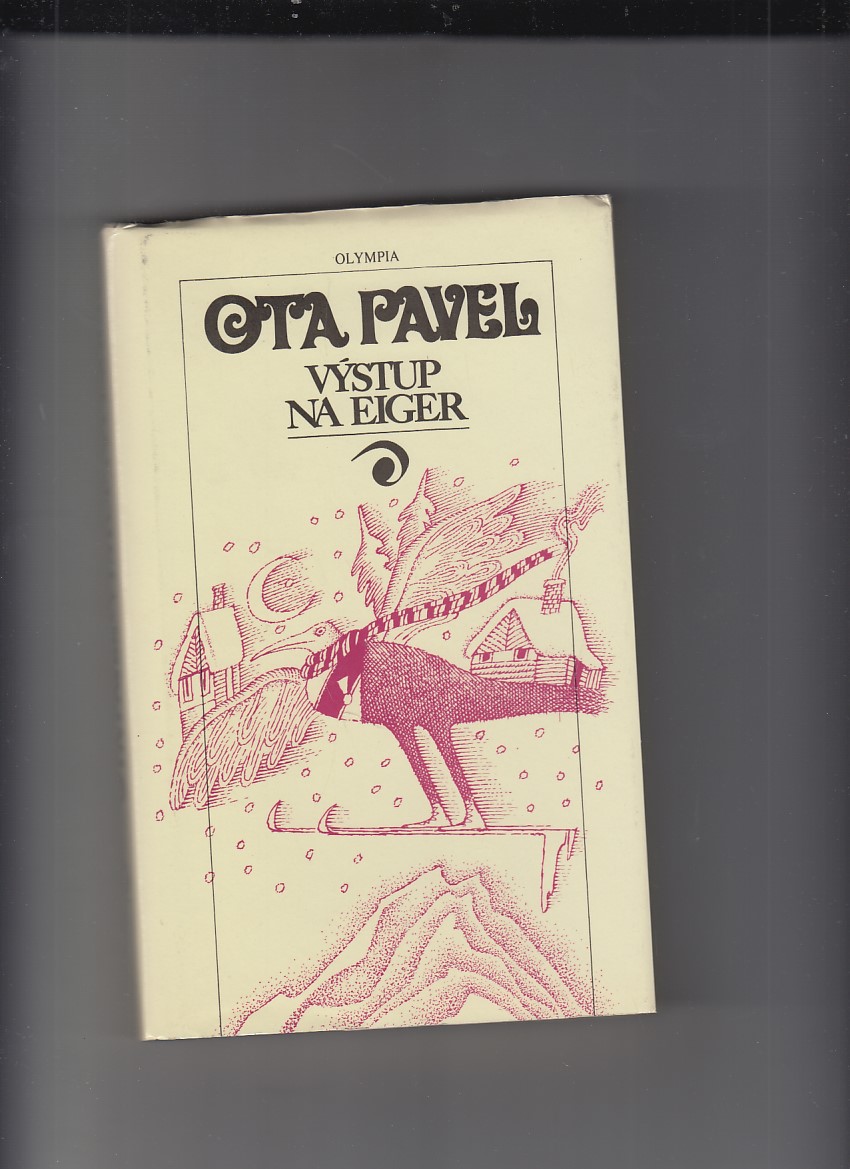 OLYMPIA
OTA PAVEL
VÝSTUP
NA EIGER